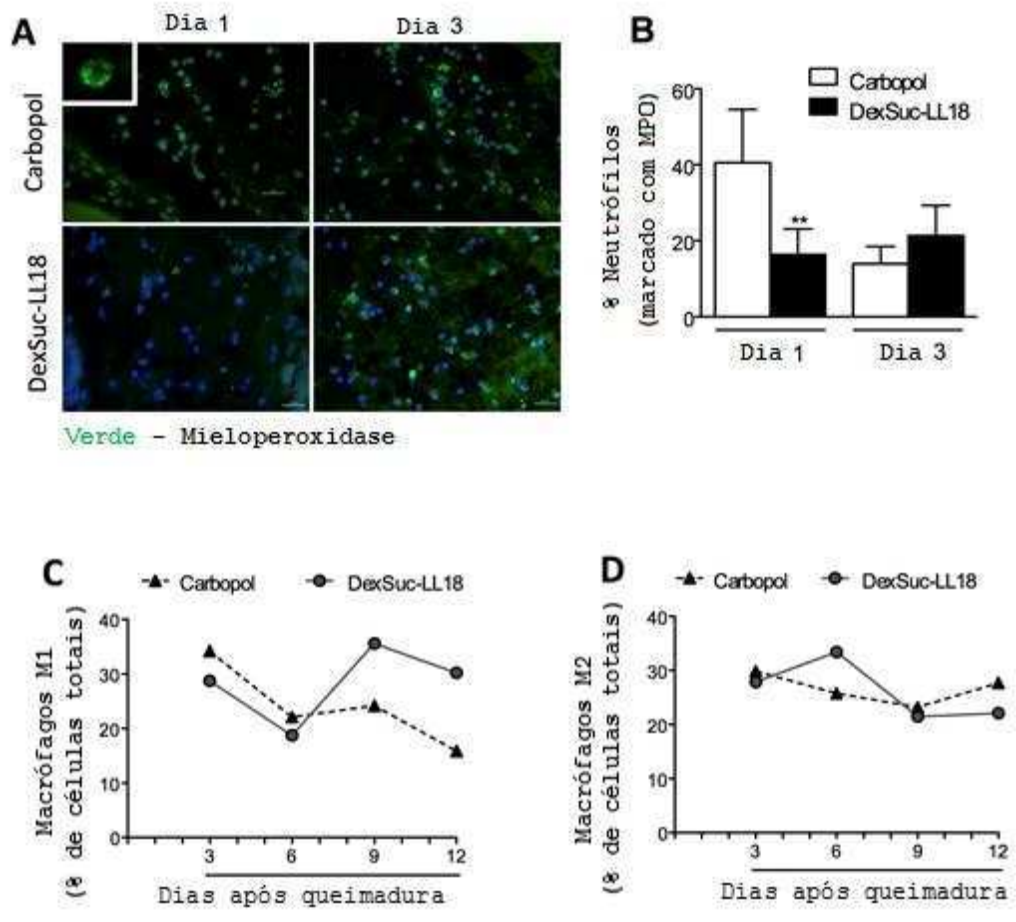 A
Dia 1
Dia 3
Carbopol
DexSuc-LL18
Verde - Mieloperoxidase
B
Carbopol
DexSuc-LL18
% Neutrófilos
(marcado com MPO)
60
40
20
0
**
Dia 1
Dia 3
C
Carbopol
DexSuc-LL18
Macrófagos M1
(% de células totais)
40
30
20
10
0
3
6
9
12
Dias após queimadura
D
Carbopol
DexSuc-LL18
Macrófagos M2
(% de células totais)
40
30
20
10
0
3
6
9
12
Dias após queimadura